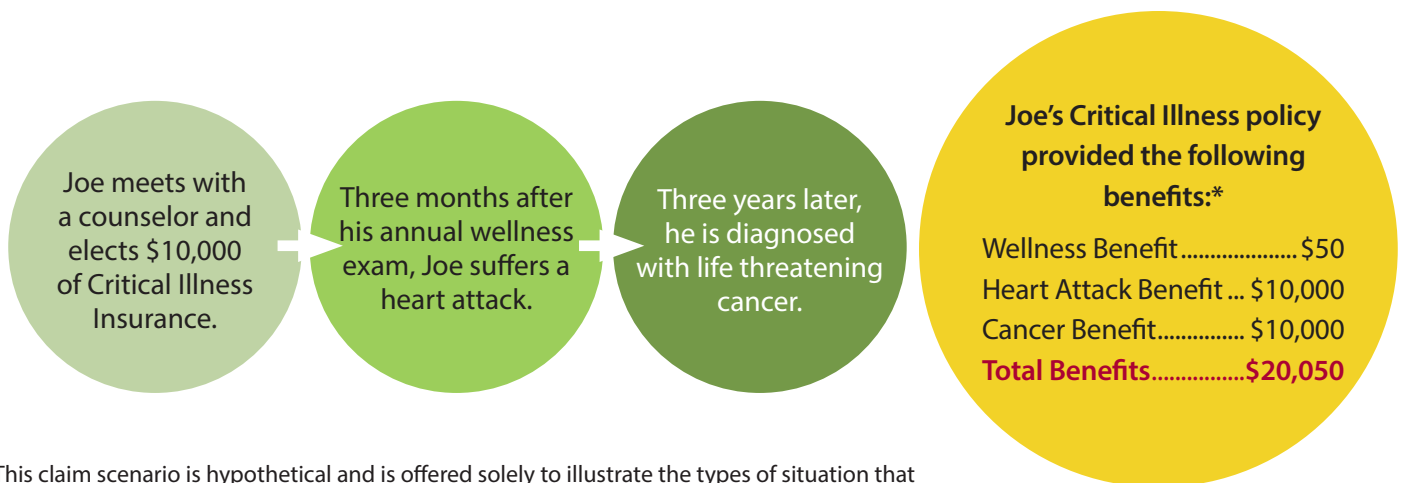 Joe meets with
a counselor and
elects $10,000
of Critical Illness
Insurance.
Three months after
his annual wellness
exam, Joe suffers a
heart attack.
Three years later,
he is diagnosed
with life threatening
cancer.
Joe’s Critical Illness policy
provided the following
benefits:*
Wellness Benefit....................$50
Heart Attack Benefit ... $10,000
Cancer Benefit............... $10,000
Total Benefits................$20,050
This claim scenario is hypothetical and is offered solely to illustrate the types of situation that